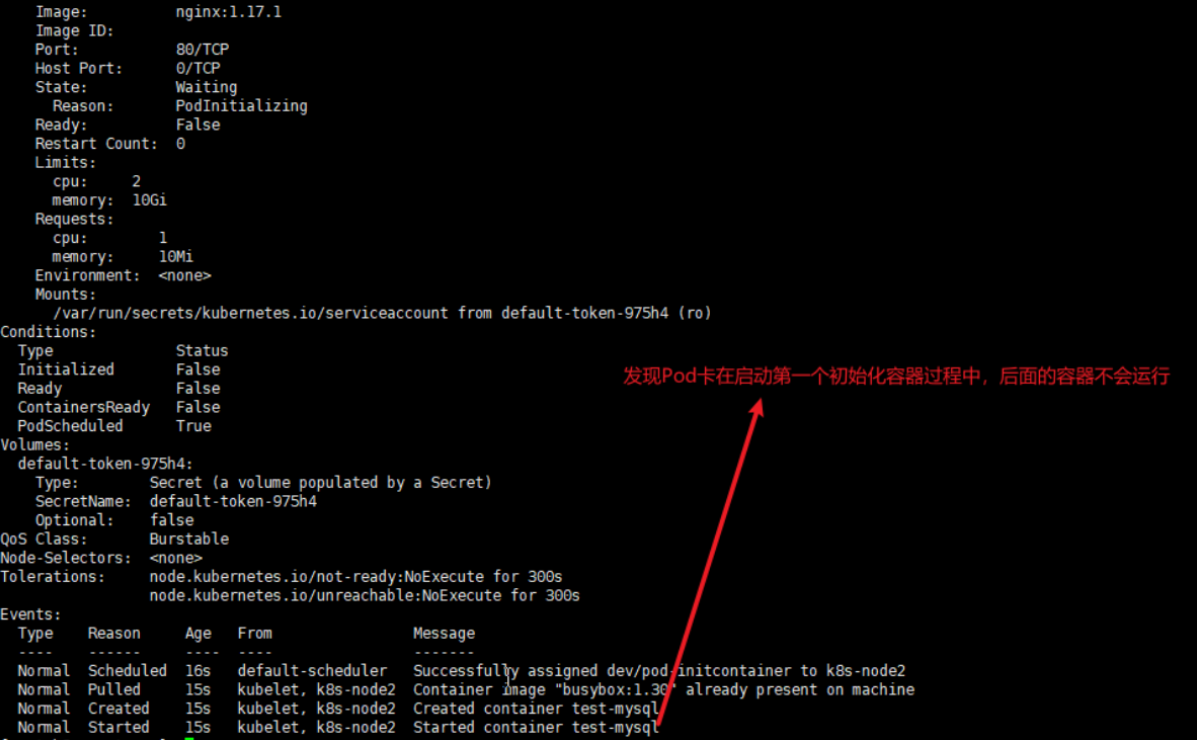 Image: nginx:1.17.1
Image ID:
Port: 80/TCP
Host Port: 0/TCP
State: Waiting
Reason: PodInitializing
Ready: False
Restart Count: 0
Limits:
cpu: 2
memory: 10Gi
Requests:
cpu: 1
memory: 10Mi
Environment: <none>
Mounts:
/var/run/secrets/kubernetes.io/serviceaccount from default-token-975h4 (ro)
Conditions:
Type Status
Initialized False
Ready False
ContainersReady False
PodScheduled True
发现Pod卡在启动第一个初始化容器过程中，后面的容器不会运行
Volumes:
default-token-975h4:
Type: Secret (a volume populated by a Secret)
SecretName: default-token-975h4
Optional: false
QoS Class: Burstable
Node-Selectors: <none>
Tolerations: node.kubernetes.io/not-ready:NoExecute for 300s
node.kubernetes.io/unreachable:NoExecute for 300s
Events:
Type Reason Age From Message
---- ------ ---- ---- -------
Normal Scheduled 16s default-scheduler Successfully assigned dev/pod-initcontainer to k8s-node2
Normal Pulled 15s kubelet, k8s-node2 Container image "busybox:1.30" already present on machine
Normal Created 15s kubelet, k8s-node2 Created container test-mysql
Normal Started 15s kubelet, k8s-node2 Started container test-mysql